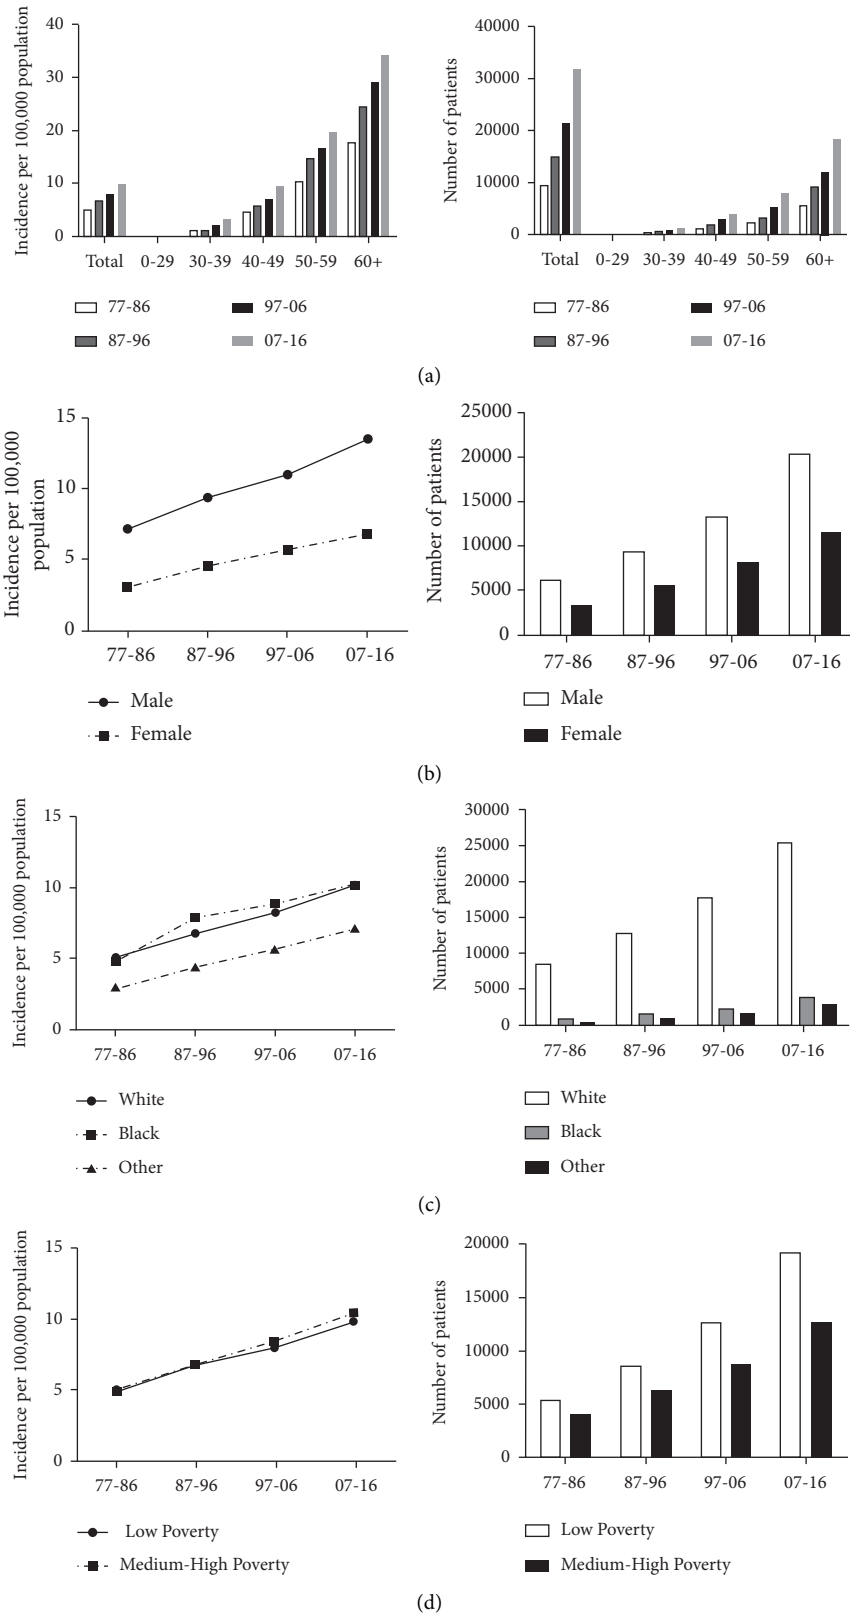 Incidence per 100,000 population
40
30
20
10
0
Total 0-29 30-39 40-49 50-59 60+
77-86 97-06
87-96 07-16
Number of patients
40000
30000
20000
10000
0
Total 0-29 30-39 40-49 50-59 60+
77-86 97-06
87-96 07-16
(a)
Incidence per 100,000
population
15
10
5
0
77-86 87-96 97-06 07-16
Male
Female
Number of patients
25000
20000
15000
10000
5000
0
77-86 87-96 97-06 07-16
Male
Female
(b)
Incidence per 100,000 population
15
10
5
0
77-86 87-96 97-06 07-16
White
Black
Other
Number of patients
30000
25000
20000
15000
10000
5000
0
77-86 87-96 97-06 07-16
White
Black
Other
(c)
Incidence per 100,000 population
15
10
5
0
77-86 87-96 97-06 07-16
Low Poverty
Medium-High Poverty
Number of patients
20000
15000
10000
5000
0
77-86 87-96 97-06 07-16
Low Poverty
Medium-High Poverty
(d)